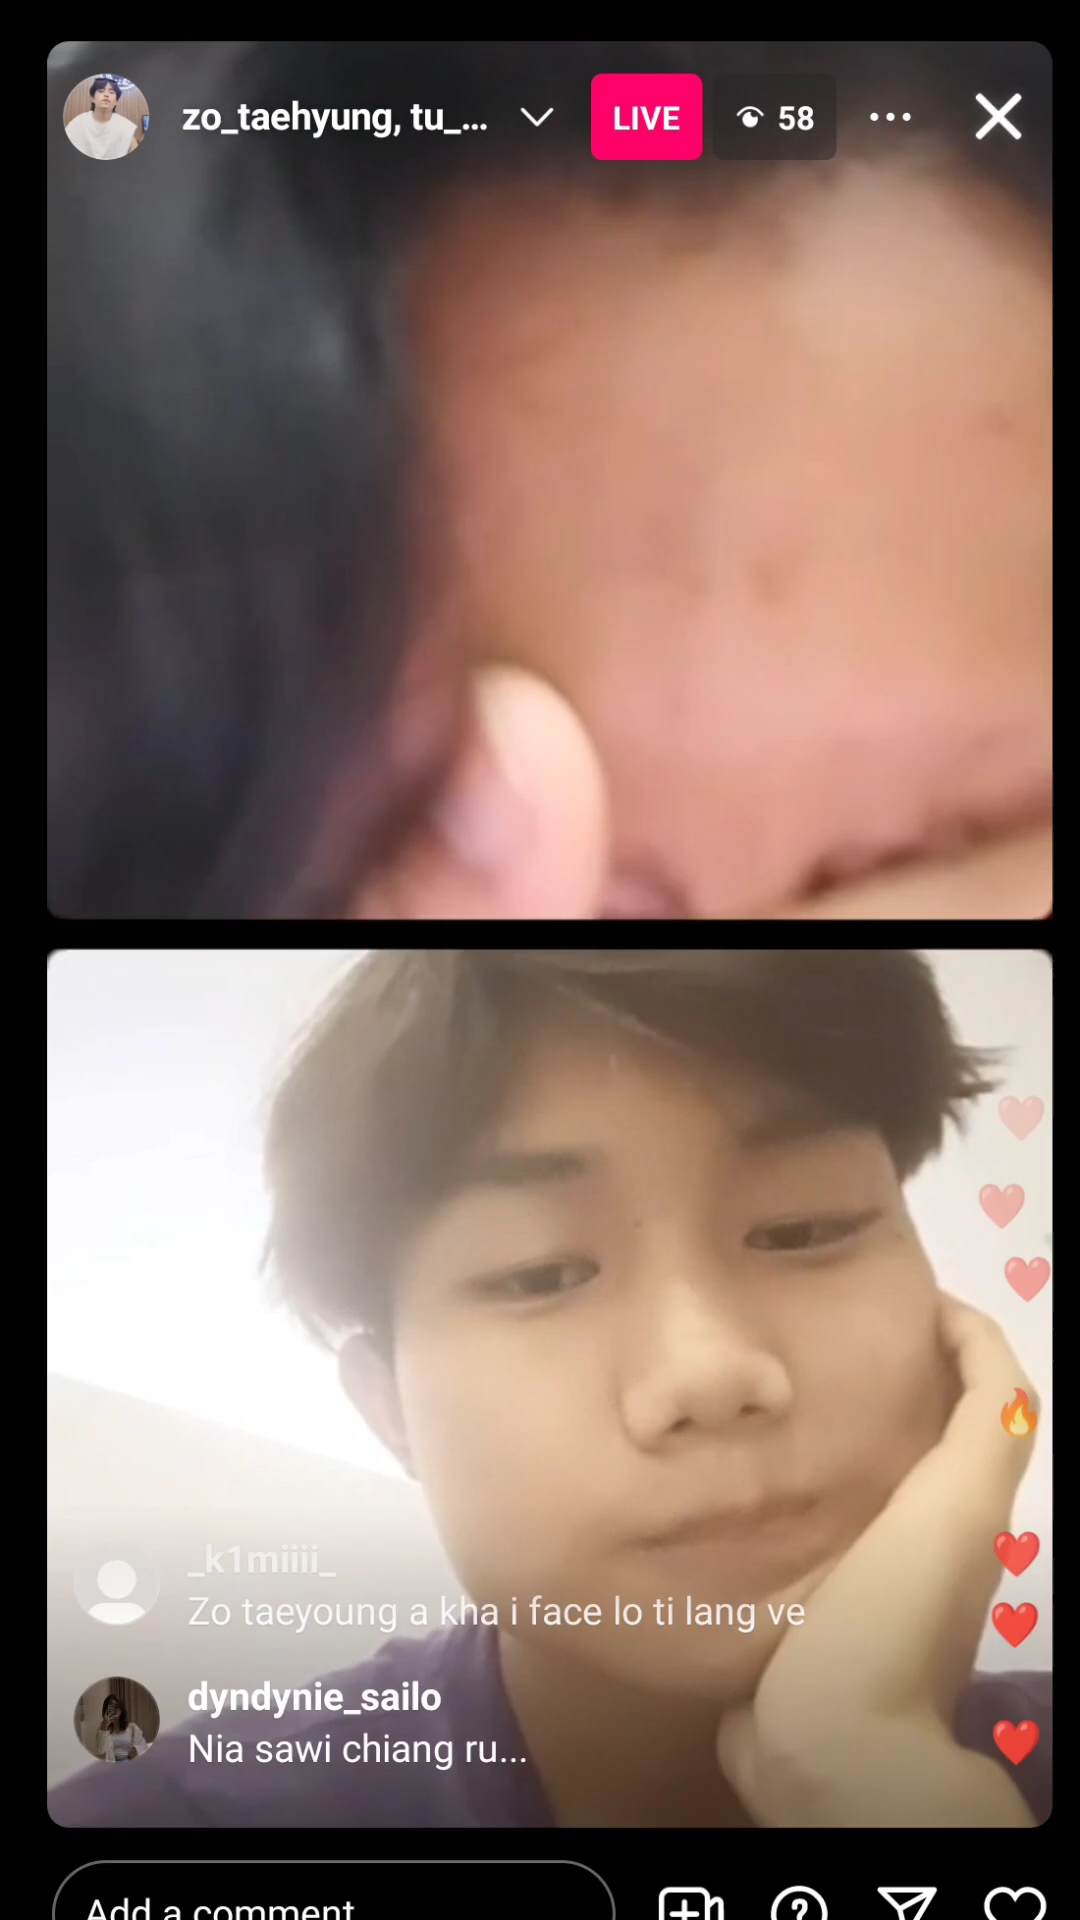 zo_taehyung, tu_...
LIVE
58
_k1miiii_
Zo taeyoung a kha i face lo ti lang ve
dyndynie_sailo
Nia sawi chiang ru...
Add a comment